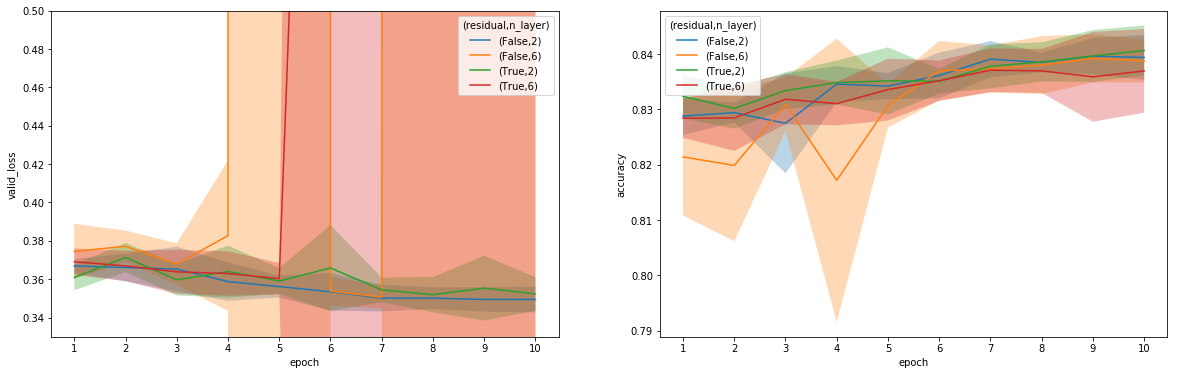 0.50
0.48
0.46
0.44
0.42
0.40
0.38
0.36
0.34
valid_loss
1 2 3 4 5 6 7 8 9 10
epoch
(residual,n_layer)
(False,2)
(False,6)
(True,2)
(True,6)
0.84
0.83
0.82
0.81
0.80
0.79
accuracy
1 2 3 4 5 6 7 8 9 10
epoch
(residual,n_layer)
(False,2)
(False,6)
(True,2)
(True,6)